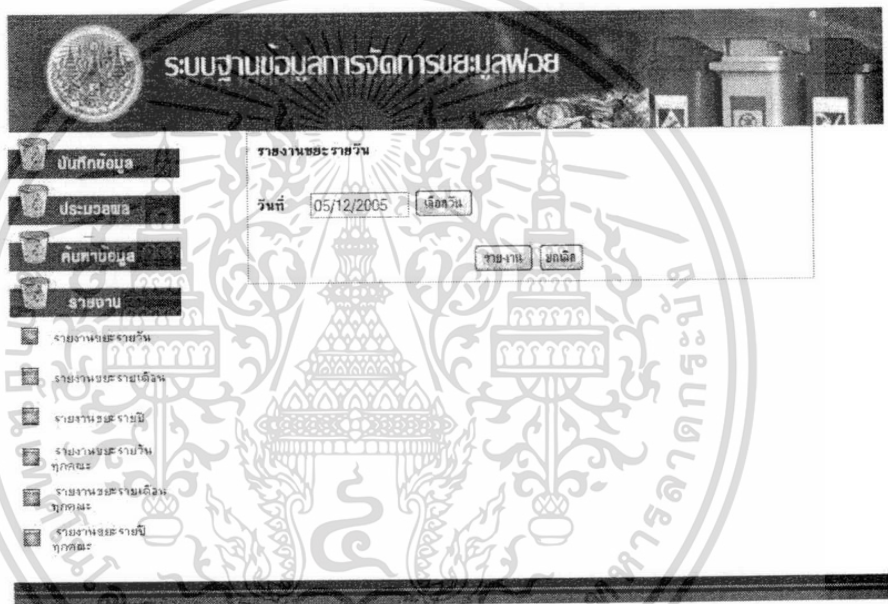 ระบบฐานข้อมูลการจัดการขยะมูลฝอย
บันทึกข้อมูล
ประมวลผล
ค้นหาข้อมูล
รายงาน
รายงานขยะรายวัน
รายงานขยะรายเดือน
รายงานขยะรายปี
รายงานขยะรายวัน
ทุกคณะ
รายงานขยะรายเดือน
ทุกคณะ
รายงานขยะรายปี
ทุกคณะ
รายงานขยะรายวัน
วันที่ 05/12/2005 เลือกวัน
รายงาน ยกเลิก